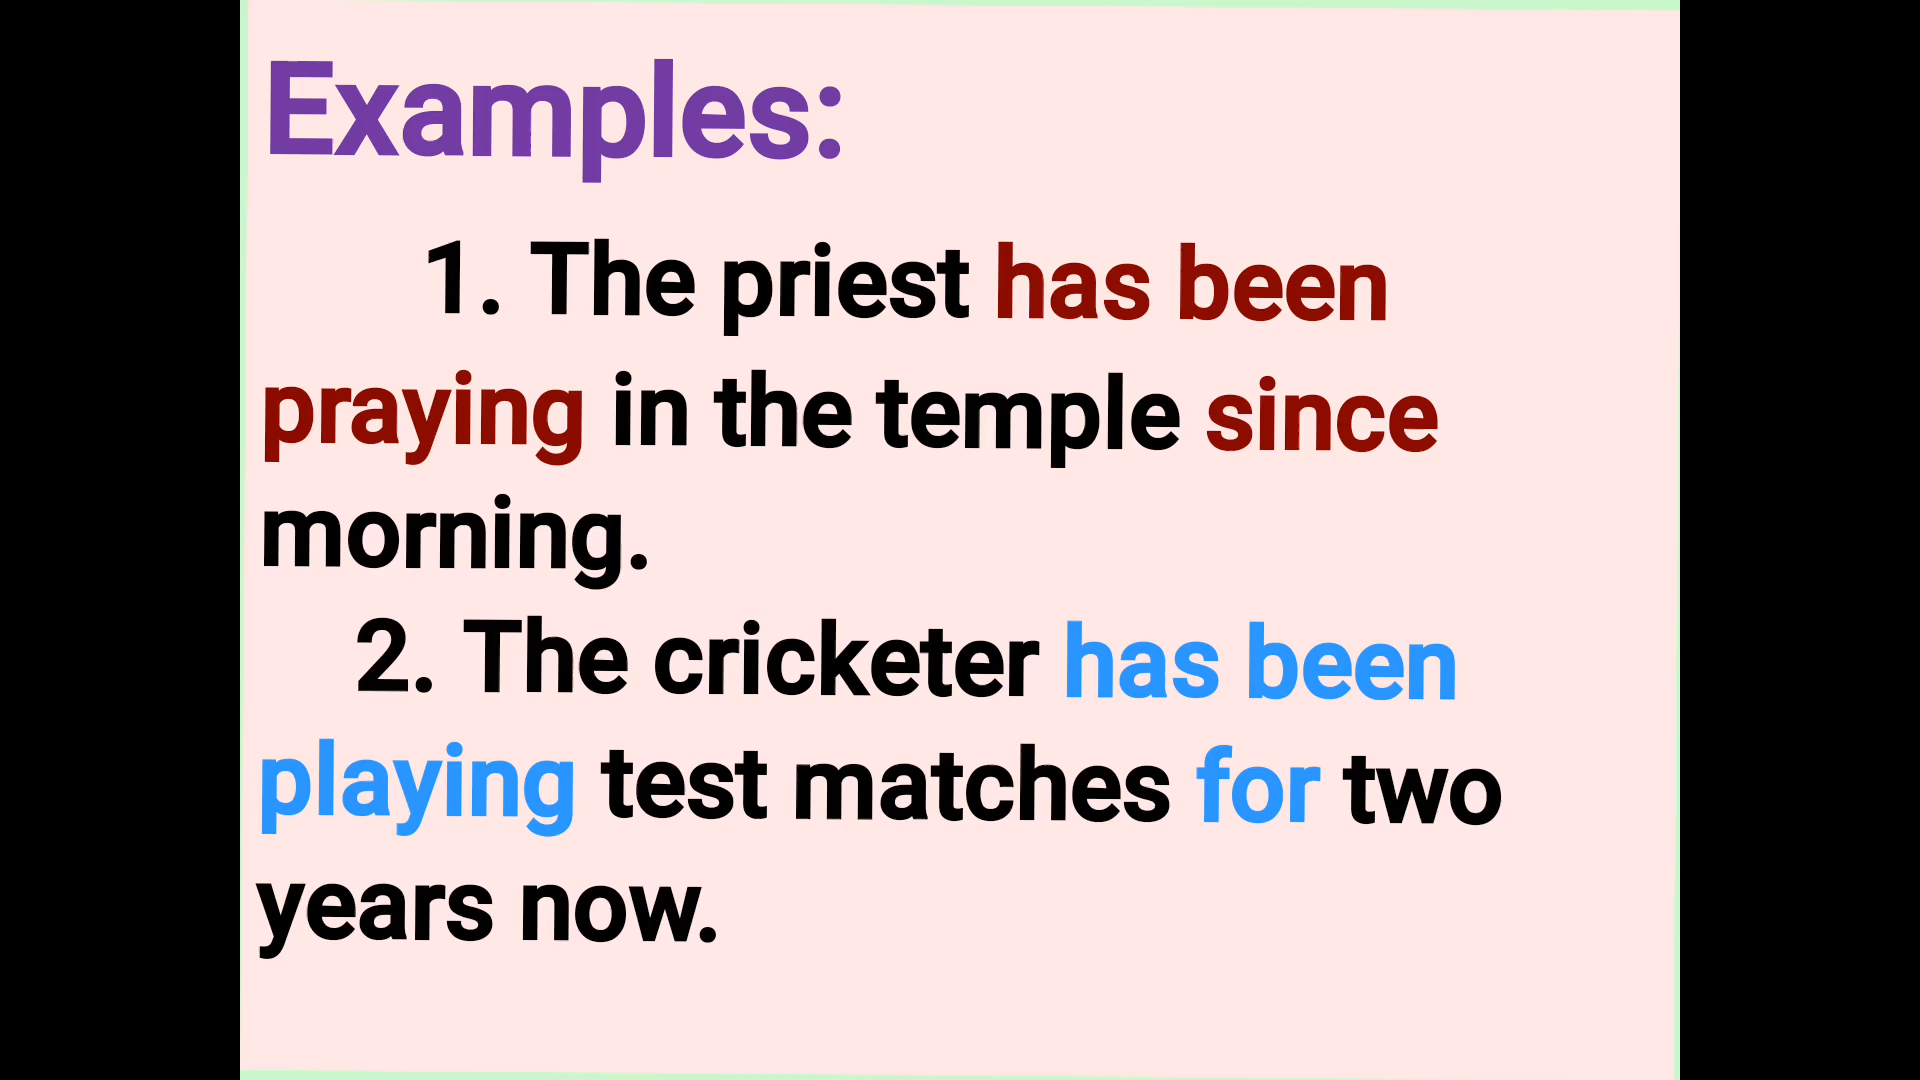 Examples:
1. The priest has been
praying in the temple since
morning.
2. The cricketer has been
playing test matches for two
years now.